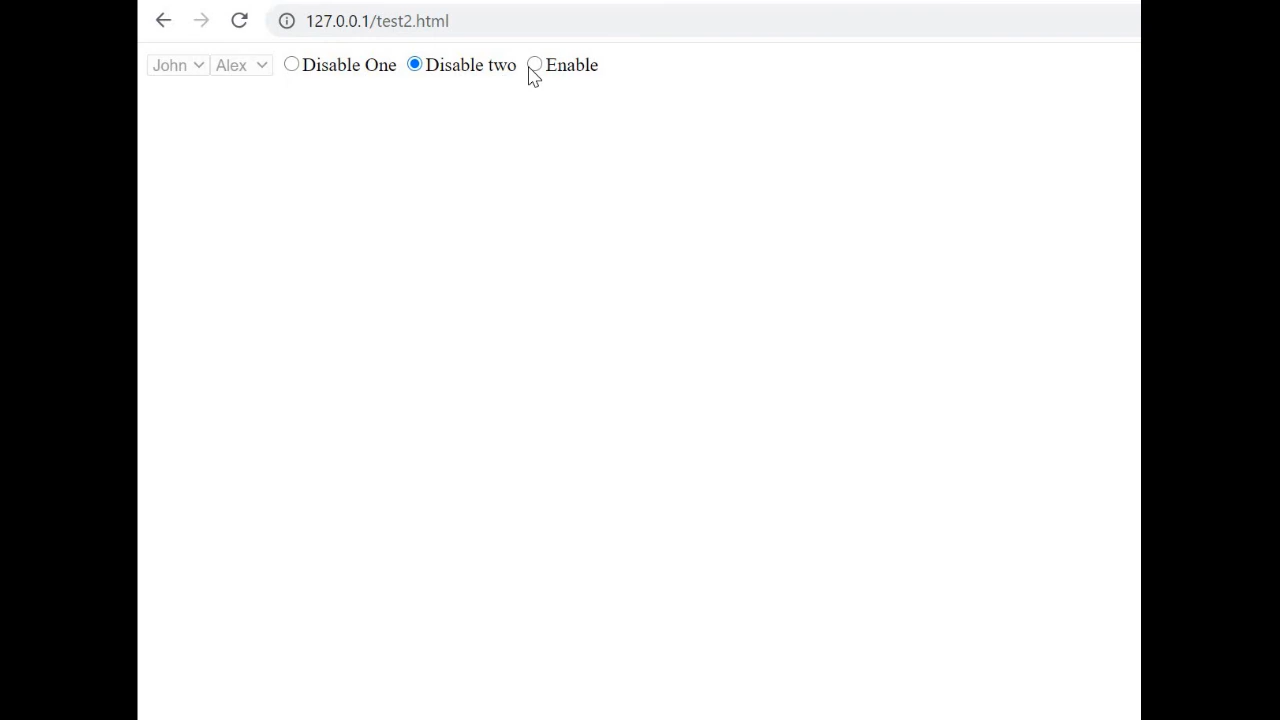 127.0.0.1/test2.html
John Alex Disable One Disable two Enable